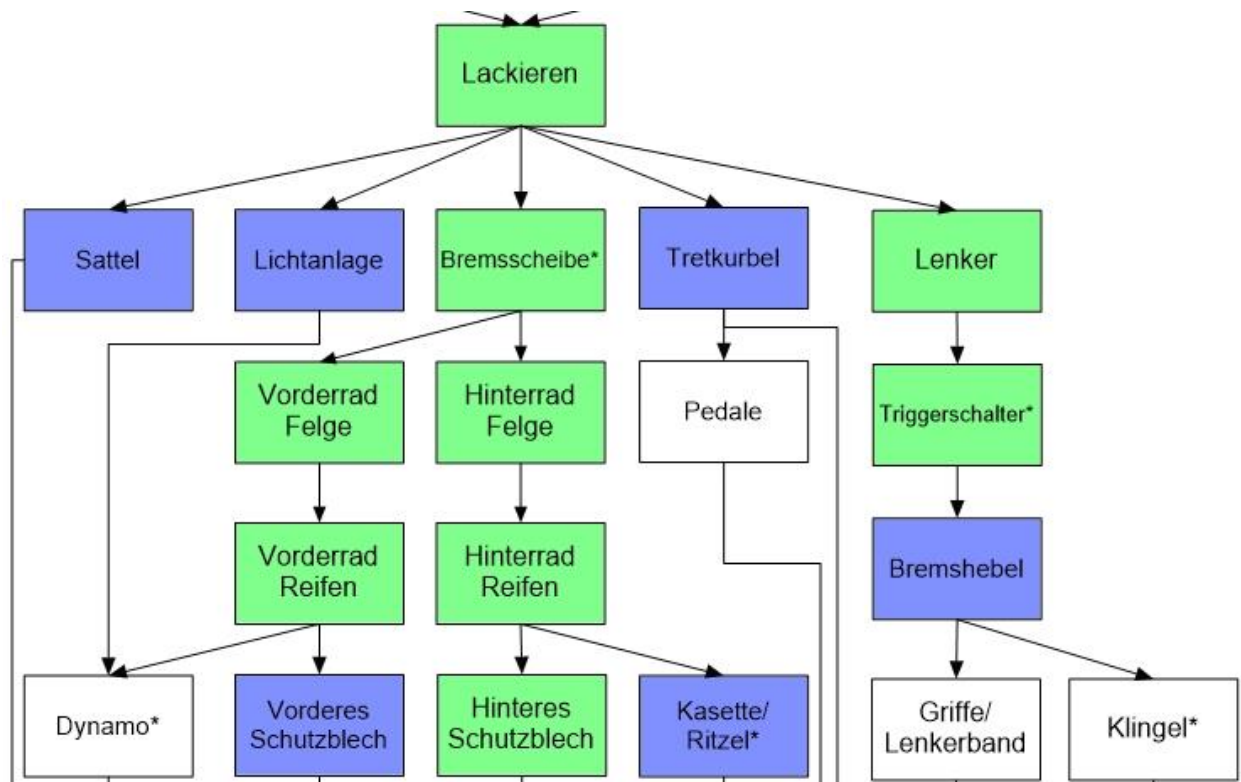 Lackieren
Sattel
Lichtanlage
Bremsscheibe*
Tretkurbel
Lenker
Vorderrad
Felge
Hinterrad
Felge
Pedale
Triggerschalter*
Vorderrad
Reifen
Hinterrad
Reifen
Bremshebel
Dynamo*
Vorderes
Schutzblech
Hinteres
Schutzblech
Kasette/
Ritzel*
Griffe/
Lenkerband
Klingel*